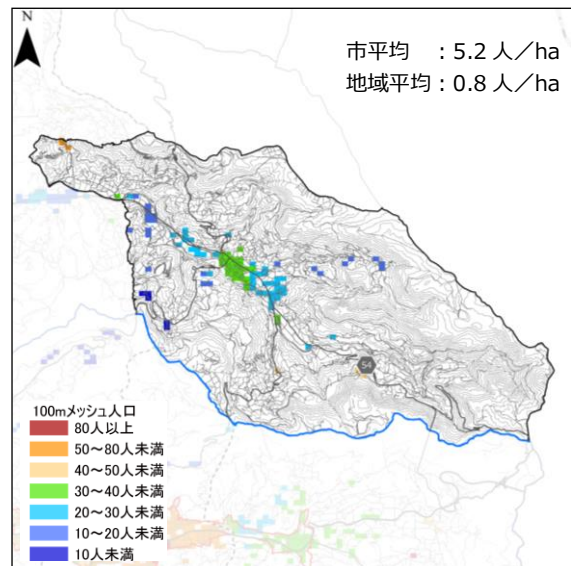 N
市平均 :5.2 人／ha
地域平均:0.8 人／ha
54
100mメッシュ人口
80人以上
50～80人未満
40～50人未満
30～40人未満
20～30人未満
10～20人未満
10人未満